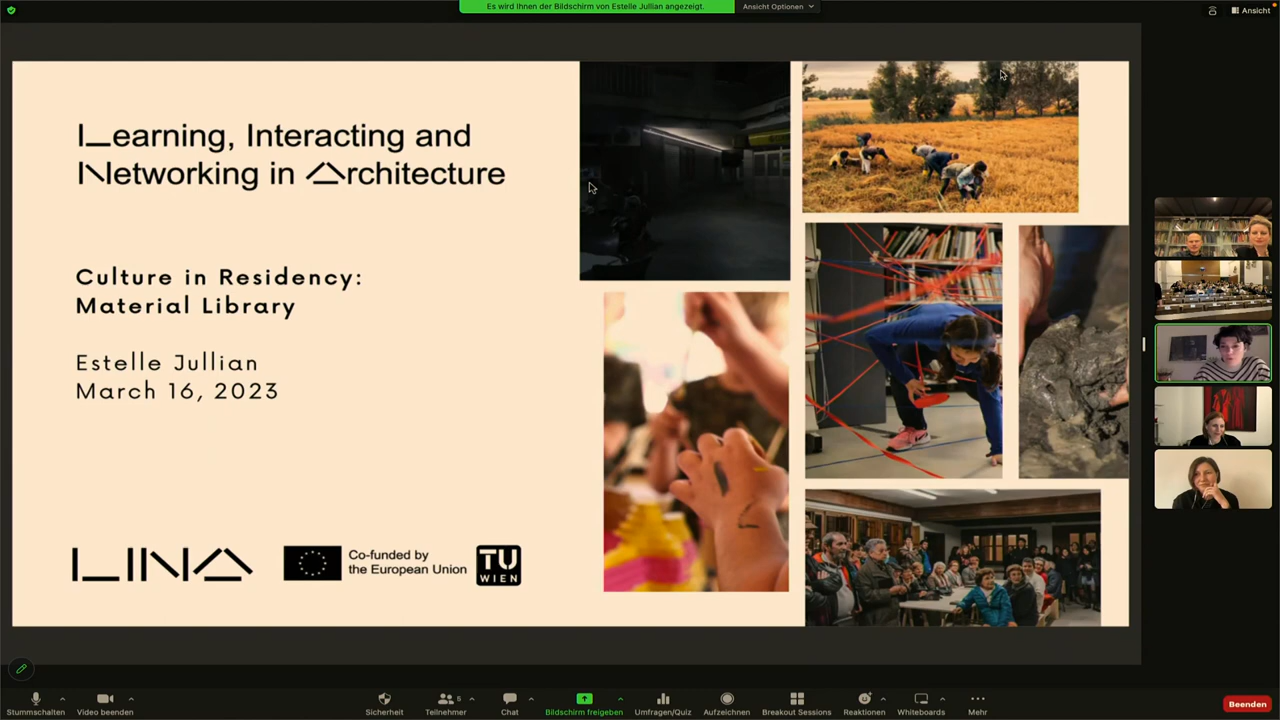 Es wird Ihnen der Bildschirm von Estelle Jullian angezeigt.
Ansicht Optionen
Ansicht
Learning, Interacting and
Networking in Architecture
Culture in Residency:
Material Library
Estelle Jullian
March 16, 2023
LINA
Co-funded by
the European Union
TU
WIEN
Stummschalten
Video beenden
Sicherheit
Teilnehmer
5
Chat
Bildschirm freigeben
Umfragen/Quiz
Aufzeichnen
Breakout Sessions
Reaktionen
Whiteboards
Mehr
Beenden